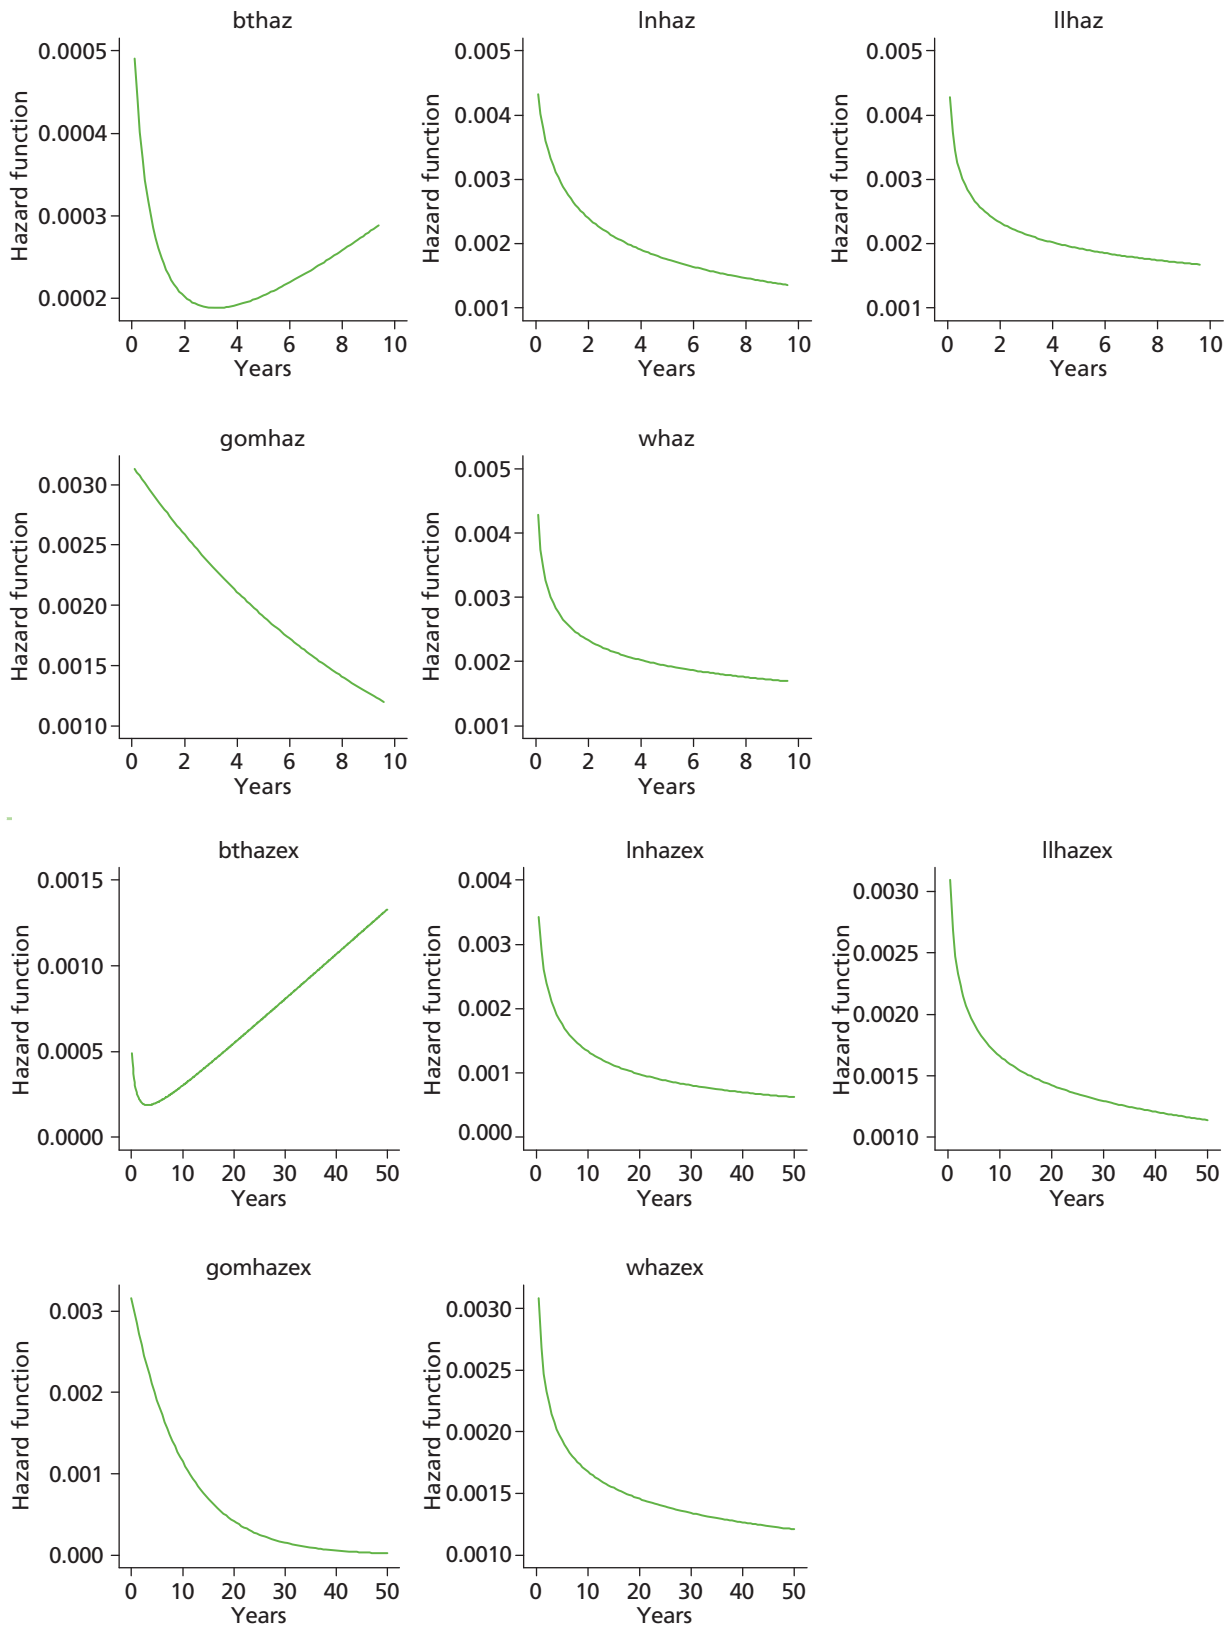 bthaz
Hazard function
0.0005
0.0004
0.0003
0.0002
0 2 4 6 8 10
Years
lnhaz
Hazard function
0.005
0.004
0.003
0.002
0.001
0 2 4 6 8 10
Years
llhaz
Hazard function
0.005
0.004
0.003
0.002
0.001
0 2 4 6 8 10
Years
gomhaz
Hazard function
0.0030
0.0025
0.0020
0.0015
0.0010
0 2 4 6 8 10
Years
whaz
Hazard function
0.005
0.004
0.003
0.002
0.001
0 2 4 6 8 10
Years
bthazex
Hazard function
0.0015
0.0010
0.0005
0.0000
0 10 20 30 40 50
Years
lnhazex
Hazard function
0.004
0.003
0.002
0.001
0.000
0 10 20 30 40 50
Years
llhazex
Hazard function
0.0030
0.0025
0.0020
0.0015
0.0010
0 10 20 30 40 50
Years
gomhazex
Hazard function
0.003
0.002
0.001
0.000
0 10 20 30 40 50
Years
whazex
Hazard function
0.0030
0.0025
0.0020
0.0015
0.0010
0 10 20 30 40 50
Years